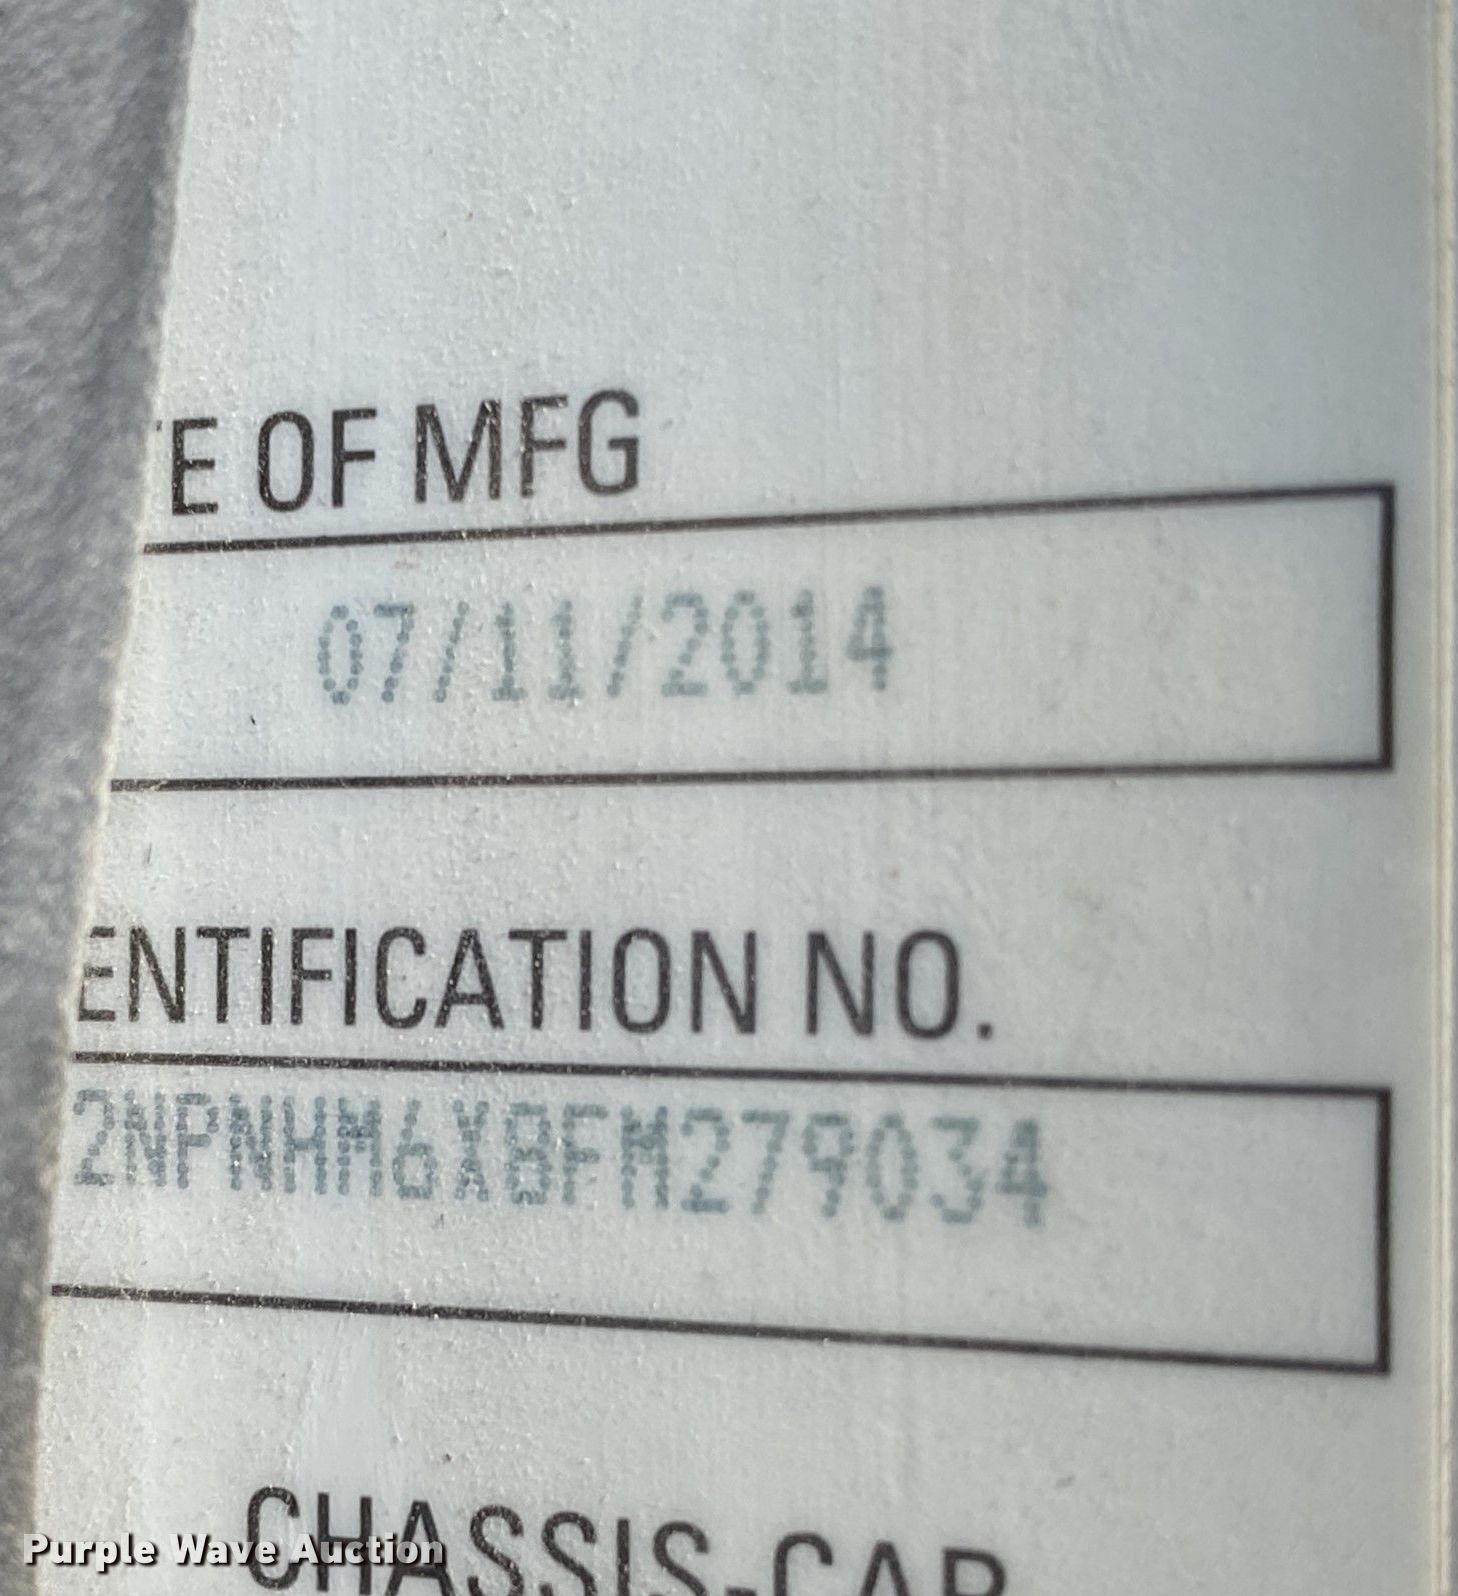 TE OF MFG
07/11/2014
ENTIFICATION NO.
2NPNHM6X8FM279034
CHASSIS-CAB
Purple Wave Auction